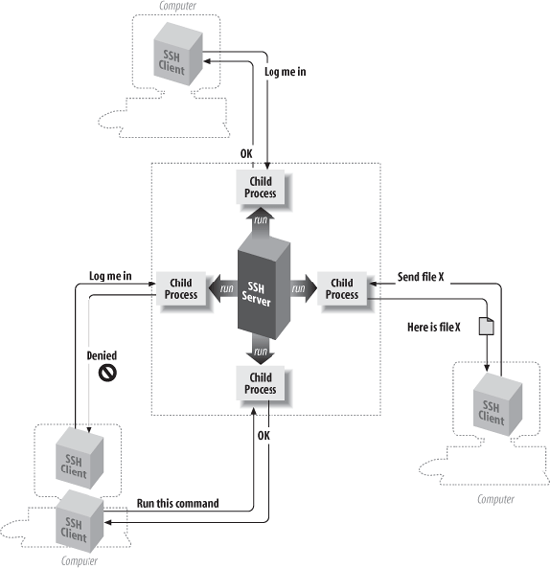 Computer
SSH
Client
Log me in
OK
Child
Process
run
Log me in
Child
Process
run
SSH
Server
run
Child
Process
Send file X
Here is file X
Denied
run
Child
Process
OK
SSH
Client
Computer
SSH
Client
Run this command
SSH
Client
Computer